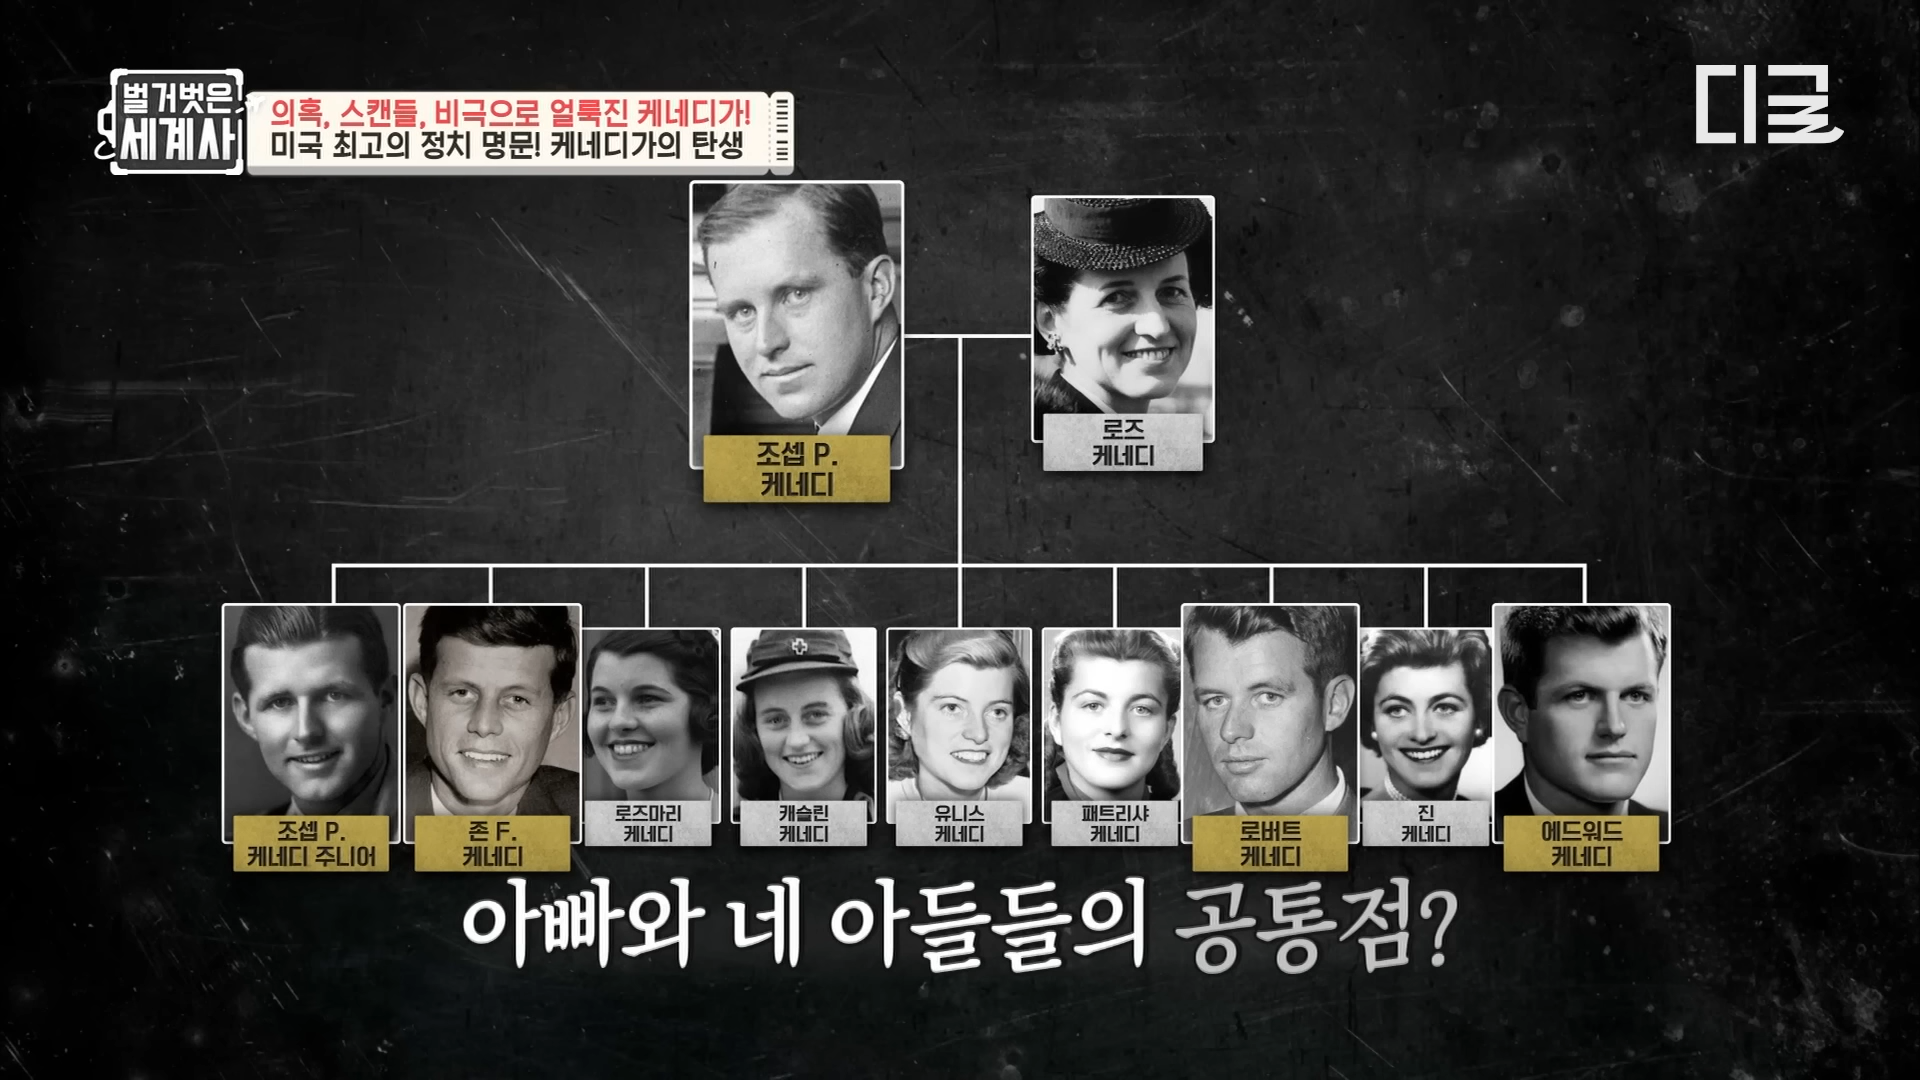 벌거벗은
세계사
의혹, 스캔들, 비극으로 얼룩진 케네디가!
미국 최고의 정치 명문! 케네디가의 탄생
디글
조셉 P.
케네디
로즈
케네디
조셉 P.
케네디 주니어
존 F.
케네디
로즈마리
케네디
캐슬린
케네디
유니스
케네디
패트리샤
케네디
로버트
케네디
진
케네디
에드워드
케네디
아빠와 네 아들들의 공통점?